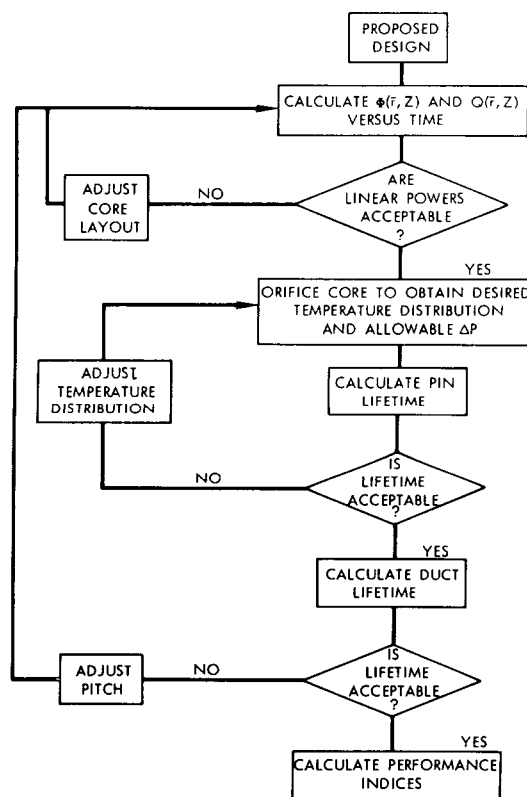 PROPOSED
DESIGN
CALCULATE Φ(r̄,Z) AND Q(r̄,Z)
VERSUS TIME
ARE
LINEAR POWERS
ACCEPTABLE
?
NO
ADJUST
CORE
LAYOUT
YES
ORIFICE CORE TO OBTAIN DESIRED
TEMPERATURE DISTRIBUTION
AND ALLOWABLE ΔP
ADJUST
TEMPERATURE
DISTRIBUTION
CALCULATE PIN
LIFETIME
IS
LIFETIME
ACCEPTABLE
?
NO
YES
CALCULATE DUCT
LIFETIME
IS
LIFETIME
ACCEPTABLE
?
NO
ADJUST
PITCH
YES
CALCULATE PERFORMANCE
INDICES